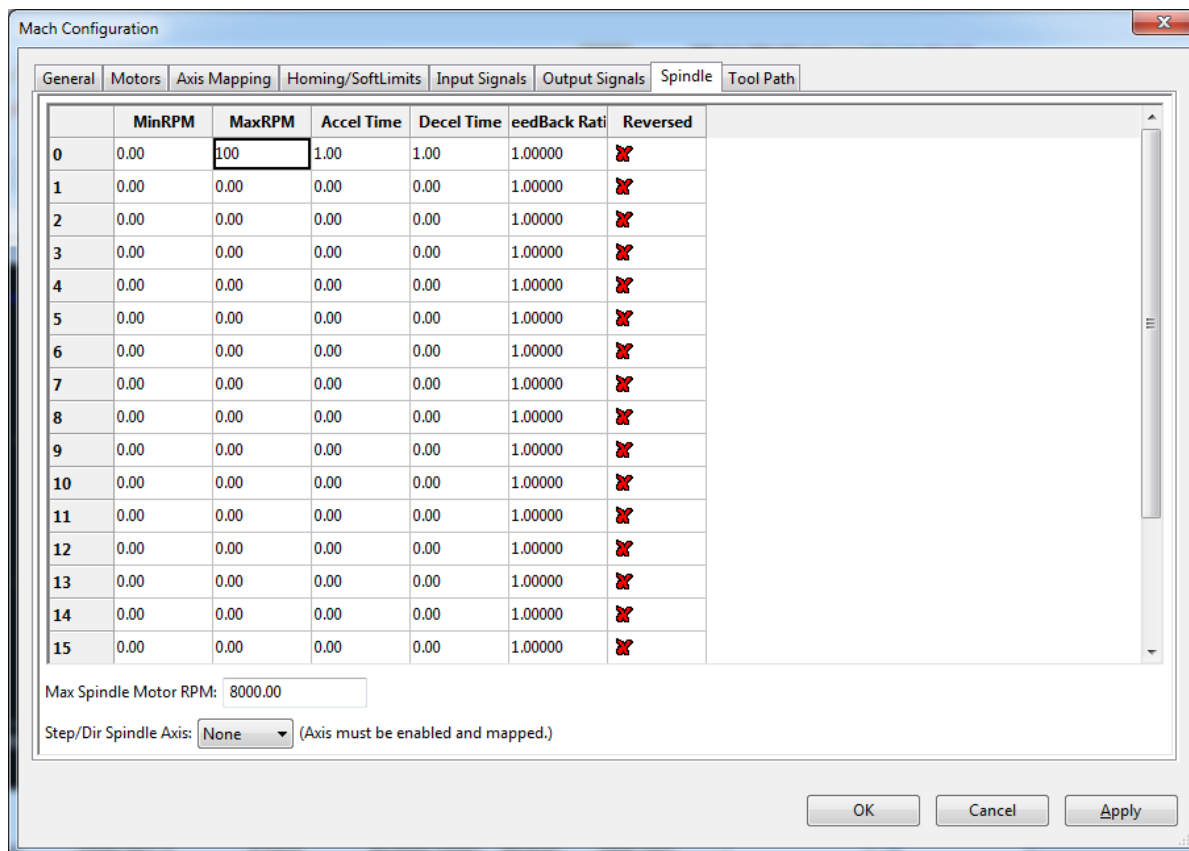 Mach Configuration
General Motors Axis Mapping Homing/SoftLimits Input Signals Output Signals Spindle Tool Path
MinRPM MaxRPM Accel Time Decel Time eedBack Rati Reversed
0 0.00 100 1.00 1.00 1.00000
1 0.00 0.00 0.00 0.00 1.00000
2 0.00 0.00 0.00 0.00 1.00000
3 0.00 0.00 0.00 0.00 1.00000
4 0.00 0.00 0.00 0.00 1.00000
5 0.00 0.00 0.00 0.00 1.00000
6 0.00 0.00 0.00 0.00 1.00000
7 0.00 0.00 0.00 0.00 1.00000
8 0.00 0.00 0.00 0.00 1.00000
9 0.00 0.00 0.00 0.00 1.00000
10 0.00 0.00 0.00 0.00 1.00000
11 0.00 0.00 0.00 0.00 1.00000
12 0.00 0.00 0.00 0.00 1.00000
13 0.00 0.00 0.00 0.00 1.00000
14 0.00 0.00 0.00 0.00 1.00000
15 0.00 0.00 0.00 0.00 1.00000
Max Spindle Motor RPM: 8000.00
Step/Dir Spindle Axis: None (Axis must be enabled and mapped.)
OK Cancel Apply